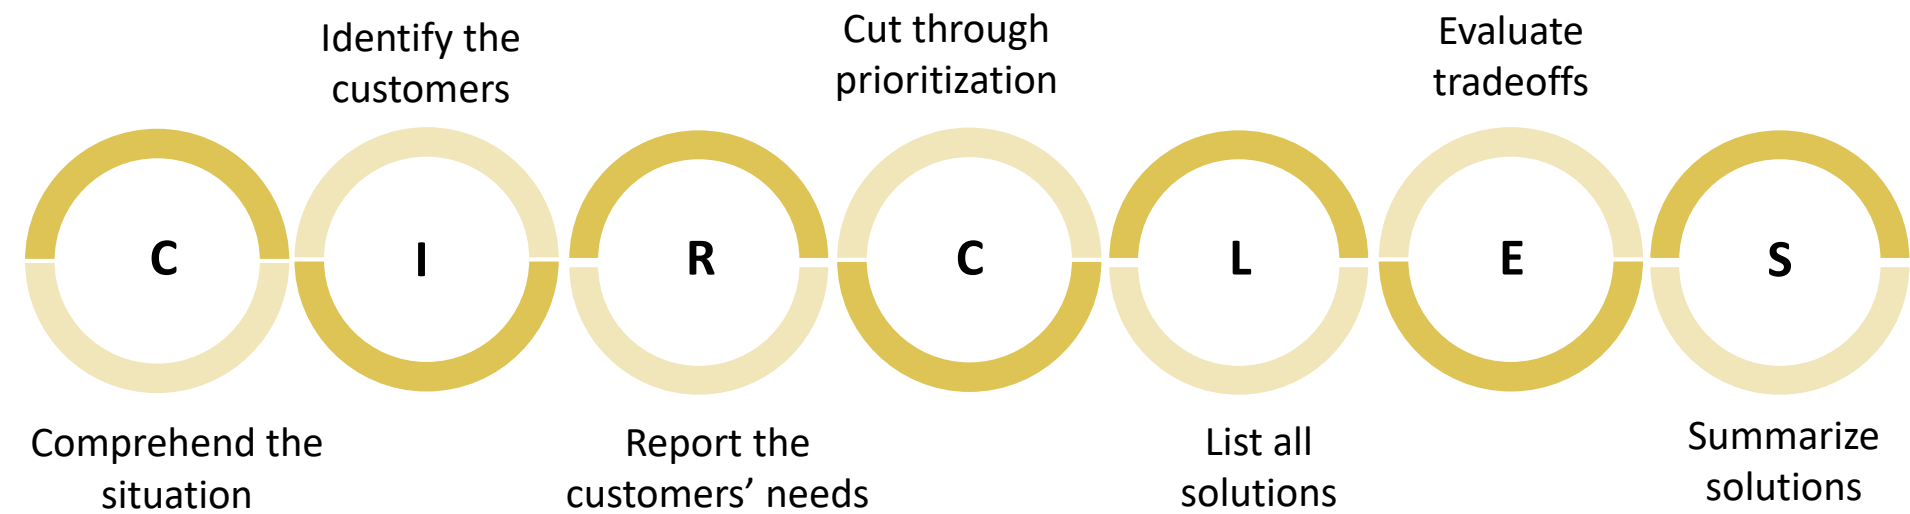 Identify the
customers
Cut through
prioritization
Evaluate
tradeoffs
C
I
R
C
L
E
S
Comprehend the
situation
Report the
customers’ needs
List all
solutions
Summarize
solutions